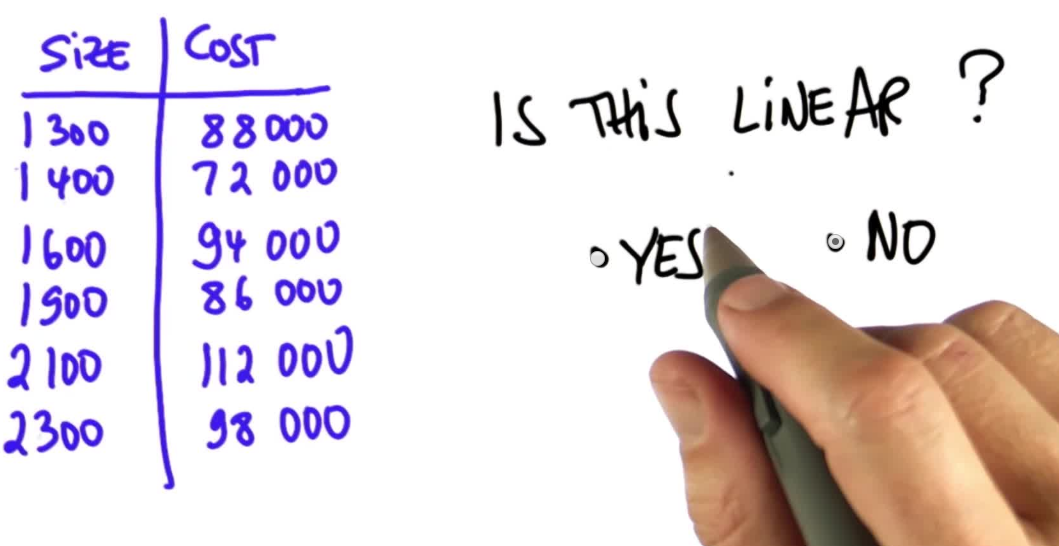 SiZE COST
1300 88000
1400 72 000
1600 94 000
1900 86 000
2100 112 000
2300 98 000
IS THiS LiNEAR ?
• YES • NO